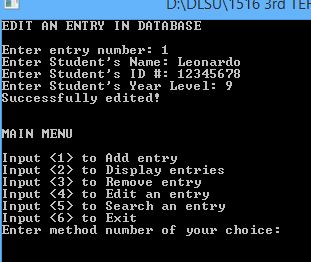 D:\DLSU\1516 3rd TER
EDIT AN ENTRY IN DATABASE
Enter entry number: 1
Enter Student's Name: Leonardo
Enter Student's ID #: 12345678
Enter Student's Year Level: 9
Successfully edited!
MAIN MENU
Input <1> to Add entry
Input <2> to Display entries
Input <3> to Remove entry
Input <4> to Edit an entry
Input <5> to Search an entry
Input <6> to Exit
Enter method number of your choice: